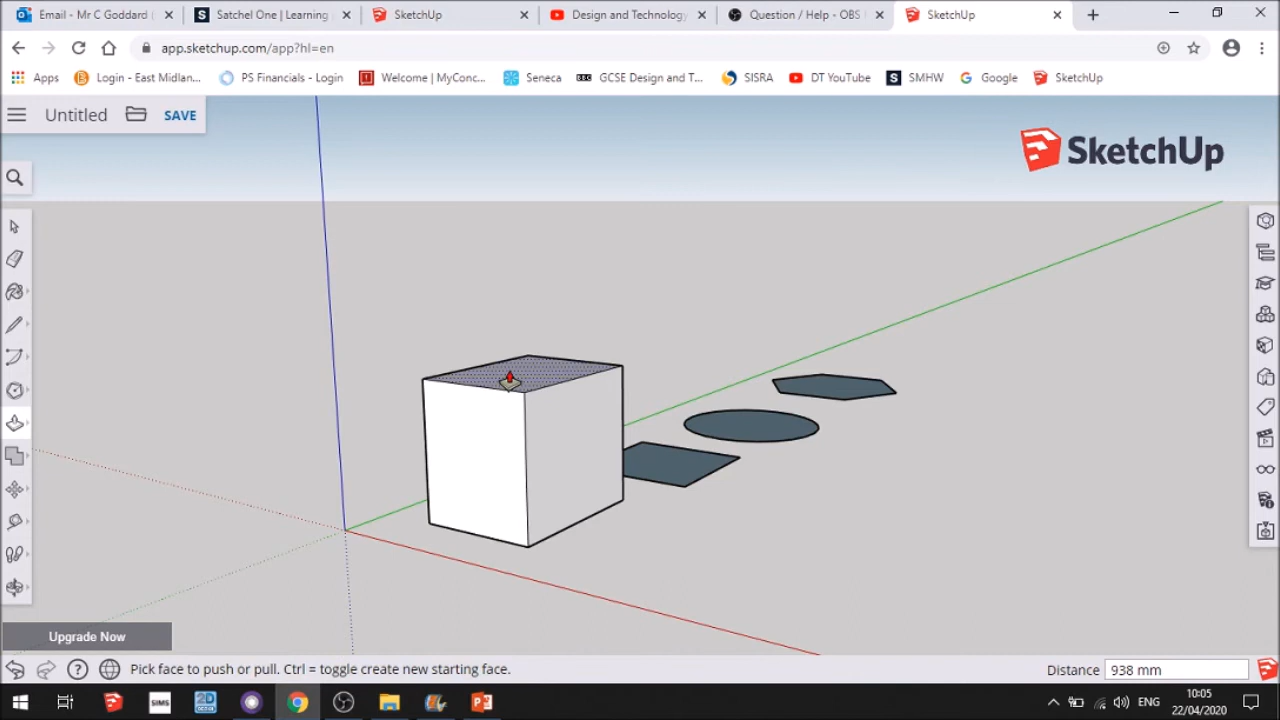 Email - Mr C Goddard
Satchel One | Learning
SketchUp
Design and Technology
Question / Help - OBS
SketchUp
app.sketchup.com/app?hl=en
Apps
Login - East Midlan...
PS Financials - Login
Welcome | MyConc...
Seneca
BBC
GCSE Design and T...
SISRA
DT YouTube
S
SMHW
Google
SketchUp
Untitled
SAVE
SketchUp
Upgrade Now
Pick face to push or pull. Ctrl = toggle create new starting face.
Distance
938 mm
SIMS
2D
ENG
10:05
22/04/2020